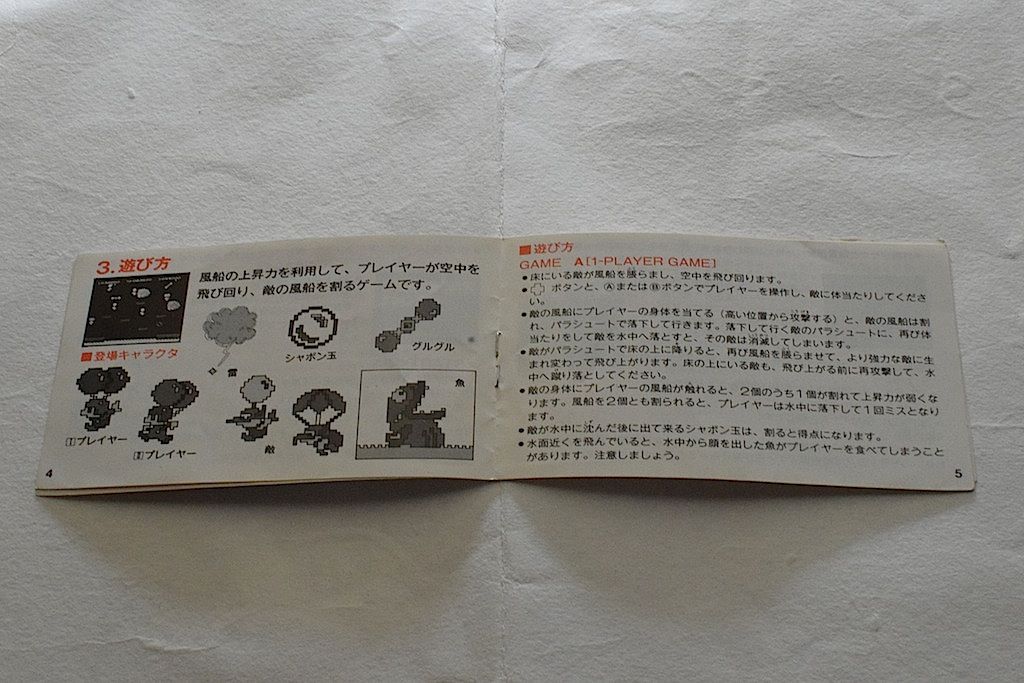 3. 遊び方
風船の上昇力を利用して、プレイヤーが空中を
飛び回り、敵の風船を割るゲームです。
■登場キャラクタ
雷
シャボン玉
グルグル
魚
①プレイヤー
②プレイヤー
敵
4
■遊び方
GAME A[1-PLAYER GAME]
●床にいる敵が風船を脹らまし、空中を飛び回ります。
● ボタンと、ⒶまたはⒷボタンでプレイヤーを操作し、敵に体当たりしてくださ
い。
●敵の風船にプレイヤーの身体を当てる（高い位置から攻撃する）と、敵の風船は割
れ、パラシュートで落下して行きます。落下して行く敵のパラシュートに、再び体
当たりをして敵を水中へ落とすと、その敵は消滅してしまいます。
●敵がパラシュートで床の上に降りると、再び風船を脹らませて、より強力な敵に生
まれ変わって飛び上がります。床の上にいる敵も、飛び上がる前に再攻撃して、水
中へ蹴り落としてください。
●敵の身体にプレイヤーの風船が触れると、2個のうち1個が割れて上昇力が弱くな
ります。風船を2個とも割られると、プレイヤーは水中に落下して1回ミスとなり
ます。
●敵が水中に沈んだ後に出て来るシャボン玉は、割ると得点になります。
●水面近くを飛んでいると、水中から顔を出した魚がプレイヤーを食べてしまうこと
があります。注意しましょう。
5